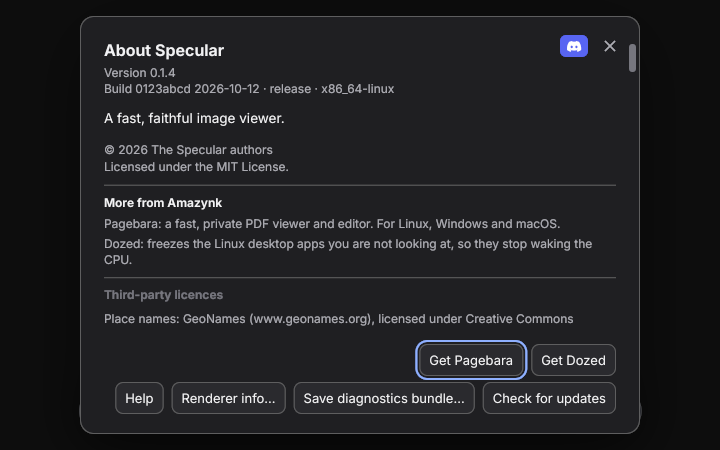 About Specular
Version 0.1.4
Build 0123abcd 2026-10-12 · release · x86_64-linux
A fast, faithful image viewer.
© 2026 The Specular authors
Licensed under the MIT License.
More from Amazynk
Pagebara: a fast, private PDF viewer and editor. For Linux, Windows and macOS.
Dozed: freezes the Linux desktop apps you are not looking at, so they stop waking the
CPU.
Third-party licences
Place names: GeoNames (www.geonames.org), licensed under Creative Commons
Get Pagebara
Get Dozed
Help
Renderer info...
Save diagnostics bundle...
Check for updates